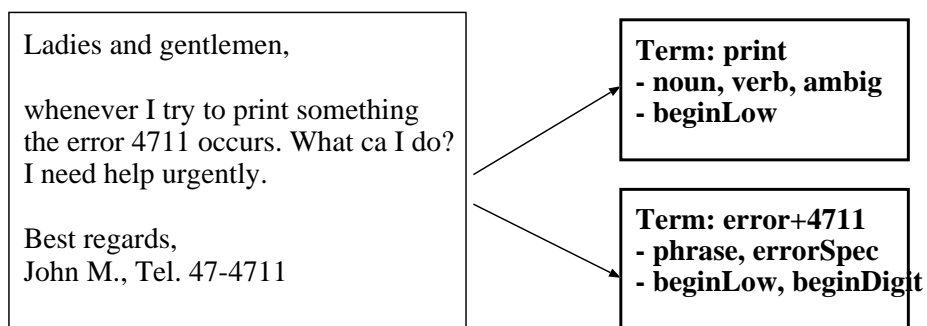 Ladies and gentlemen,
whenever I try to print something
the error 4711 occurs. What ca I do?
I need help urgently.
Best regards,
John M., Tel. 47-4711
Term: print
- noun, verb, ambig
- beginLow
Term: error+4711
- phrase, errorSpec
- beginLow, beginDigit